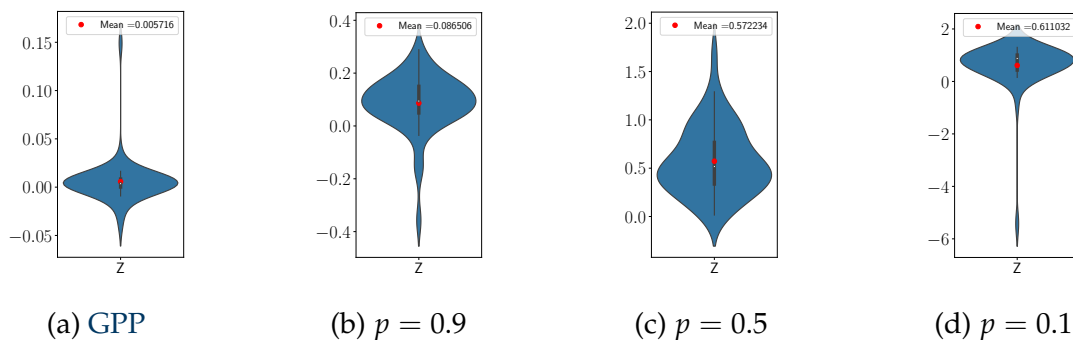 Mean =0.005716
0.15
0.10
0.05
0.00
−0.05
Z
(a) GPP
Mean =0.086506
0.4
0.2
0.0
−0.2
−0.4
Z
(b) p = 0.9
Mean =0.572234
2.0
1.5
1.0
0.5
0.0
Z
(c) p = 0.5
Mean =0.611032
2
0
−2
−4
−6
Z
(d) p = 0.1